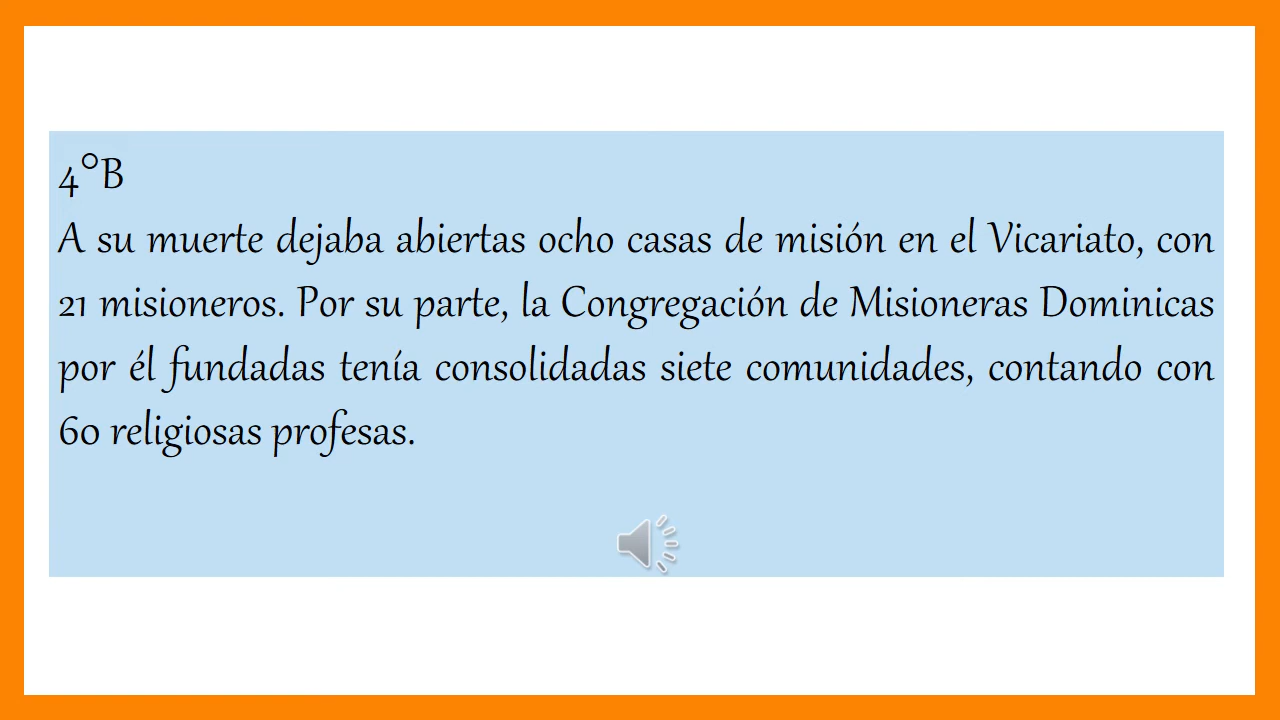 4°B
A su muerte dejaba abiertas ocho casas de misión en el Vicariato, con
21 misioneros. Por su parte, la Congregación de Misioneras Dominicas
por él fundadas tenía consolidadas siete comunidades, contando con
60 religiosas profesas.